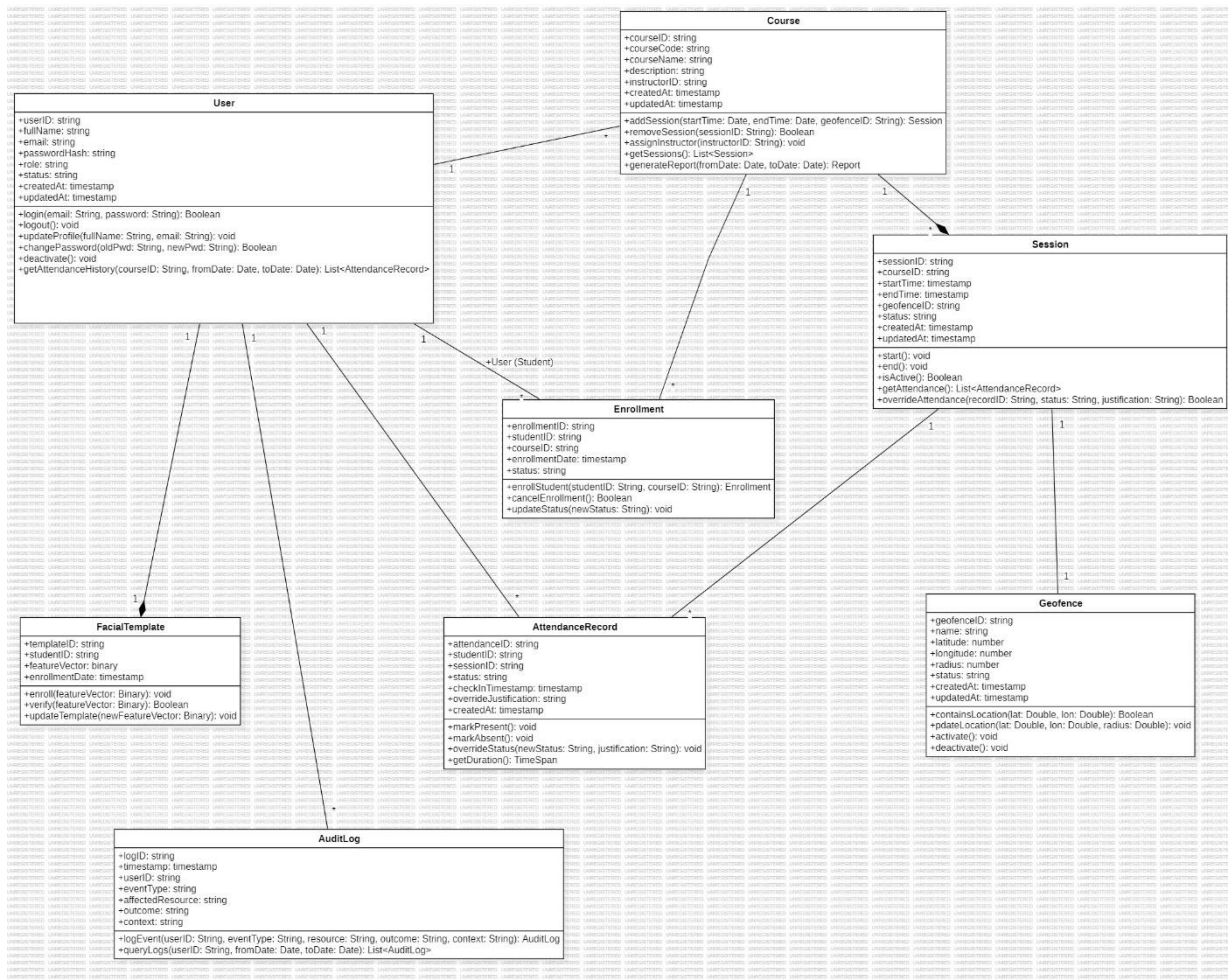 Course
+courseID: string
+courseCode: string
+courseName: string
+description: string
+instructorID: string
+createdAt: timestamp
+updatedAt: timestamp
+addSession(startTime: Date, endTime: Date, geofenceID: String): Session
+removeSession(sessionID: String): Boolean
+assignInstructor(instructorID: String): void
+getSessions(): List<Session>
+generateReport(fromDate: Date, toDate: Date): Report
User
+userID: string
+fullName: string
+email: string
+passwordHash: string
+role: string
+status: string
+createdAt: timestamp
+updatedAt: timestamp
+login(email: String, password: String): Boolean
+logout(): void
+updateProfile(fullName: String, email: String): void
+changePassword(oldPwd: String, newPwd: String): Boolean
+deactivate(): void
+getAttendanceHistory(courseID: String, fromDate: Date, toDate: Date): List<AttendanceRecord>
1
*
1
1
*
Session
+sessionID: string
+courseID: string
+startTime: timestamp
+endTime: timestamp
+geofenceID: string
+status: string
+createdAt: timestamp
+updatedAt: timestamp
+start(): void
+end(): void
+isActive(): Boolean
+getAttendance(): List<AttendanceRecord>
+overrideAttendance(recordID: String, status: String, justification: String): Boolean
1
1
1
1
+User (Student)
*
*
Enrollment
+enrollmentID: string
+studentID: string
+courseID: string
+enrollmentDate: timestamp
+status: string
+enrollStudent(studentID: String, courseID: String): Enrollment
+cancelEnrollment(): Boolean
+updateStatus(newStatus: String): void
1
1
1
*
*
1
FacialTemplate
+templateID: string
+studentID: string
+featureVector: binary
+enrollmentDate: timestamp
+enroll(featureVector: Binary): void
+verify(featureVector: Binary): Boolean
+updateTemplate(newFeatureVector: Binary): void
AttendanceRecord
+attendanceID: string
+studentID: string
+sessionID: string
+status: string
+checkInTimestamp: timestamp
+overrideJustification: string
+createdAt: timestamp
+markPresent(): void
+markAbsent(): void
+overrideStatus(newStatus: String, justification: String): void
+getDuration(): TimeSpan
Geofence
+geofenceID: string
+name: string
+latitude: number
+longitude: number
+radius: number
+status: string
+createdAt: timestamp
+updatedAt: timestamp
+containsLocation(lat: Double, lon: Double): Boolean
+pdateLocation(lat: Double, lon: Double, radius: Double): void
+activate(): void
+deactivate(): void
*
AuditLog
+logID: string
+timestamp: timestamp
+userID: string
+eventType: string
+affectedResource: string
+outcome: string
+context: string
+logEvent(userID: String, eventType: String, resource: String, outcome: String, context: String): AuditLog
+queryLogs(userID: String, fromDate: Date, toDate: Date): List<AuditLog>
UNREGISTERED